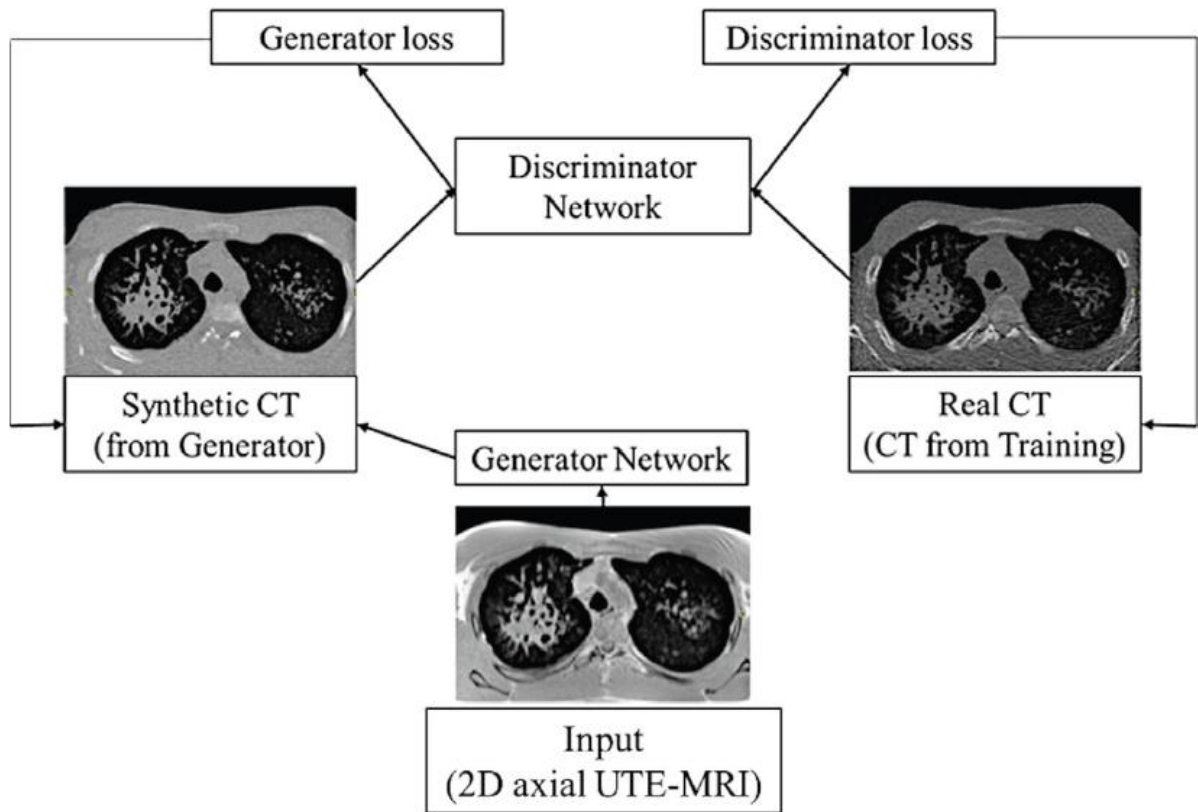 Generator loss
Discriminator loss
Discriminator
Network
Synthetic CT
(from Generator)
Real CT
(CT from Training)
Generator Network
Input
(2D axial UTE-MRI)